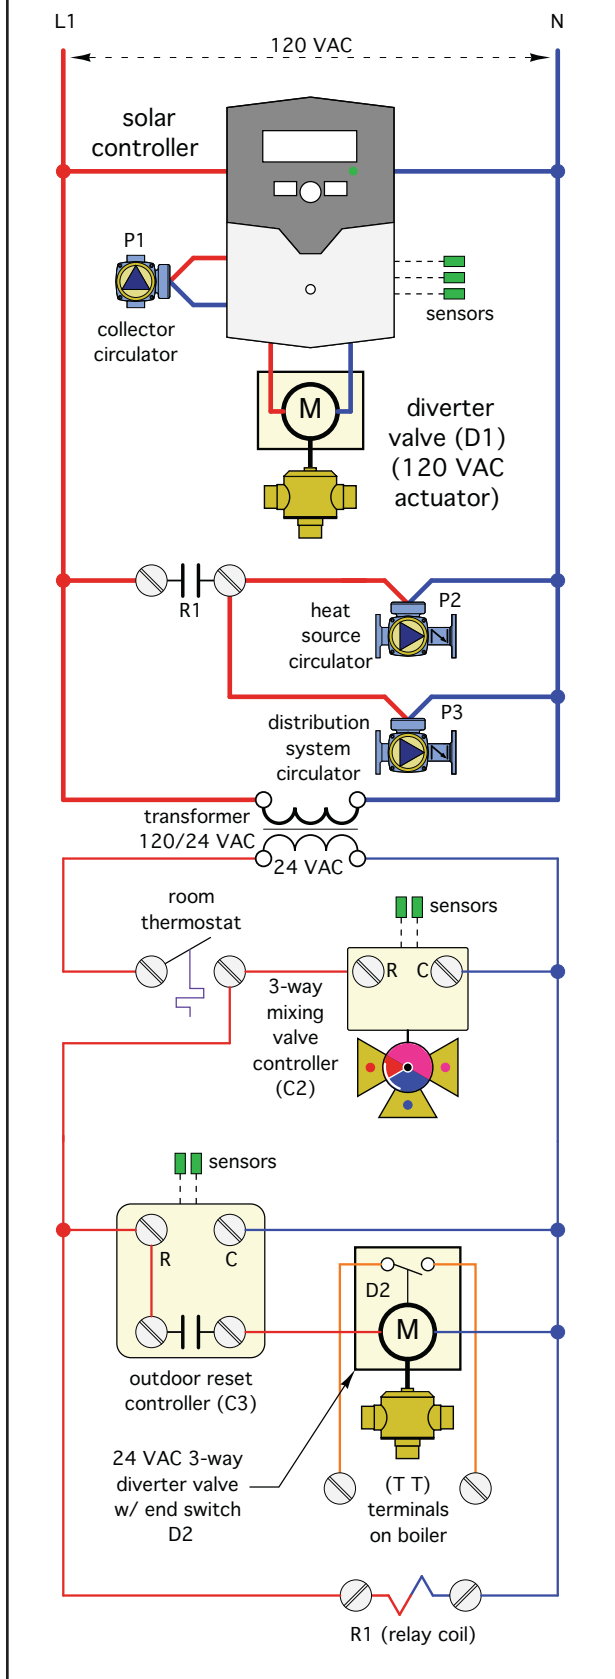 L1
N
120 VAC
solar
controller
P1
collector
circulator
sensors
M
diverter
valve (D1)
(120 VAC
actuator)
R1
P2
heat
source
circulator
P3
distribution
system
circulator
transformer
120/24 VAC
24 VAC
room
thermostat
sensors
R
C
3-way
mixing
valve
controller
(C2)
sensors
R
C
D2
M
outdoor reset
controller (C3)
24 VAC 3-way
diverter valve
w/ end switch
D2
(T T)
terminals
on boiler
R1 (relay coil)